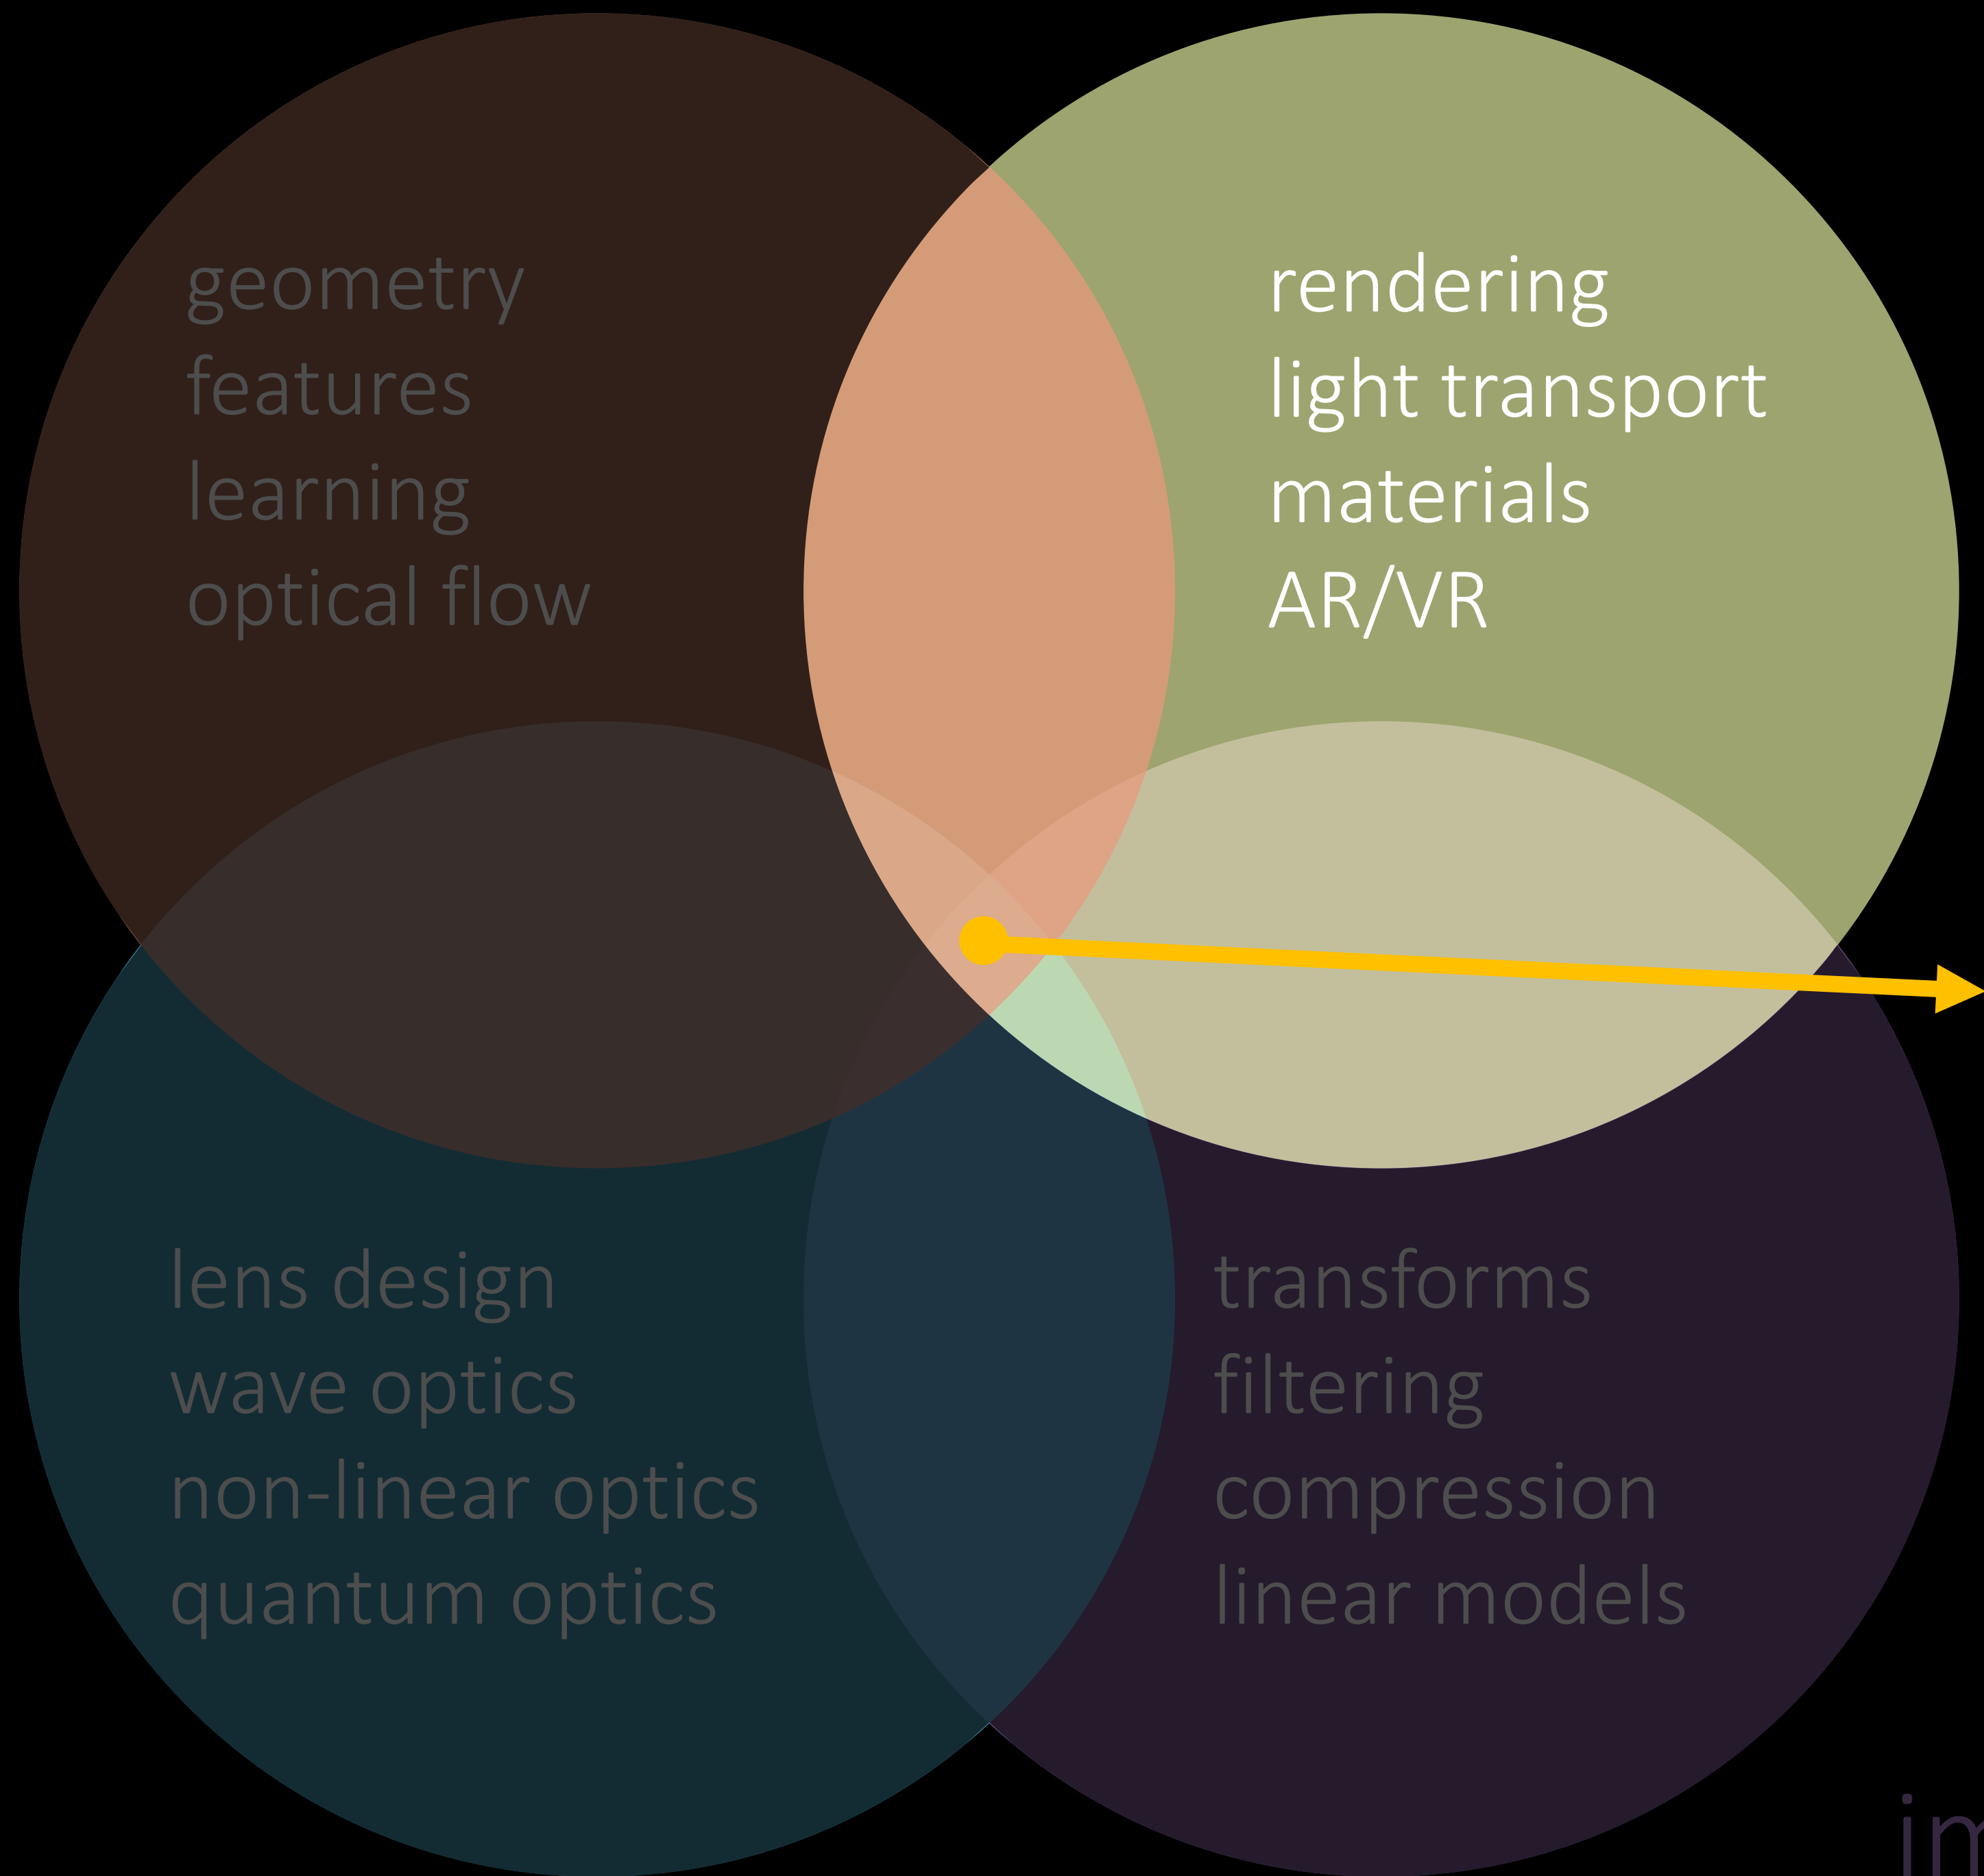 geometry
features
learning
optical flow
rendering
light transport
materials
AR/VR
lens design
wave optics
non-linear optics
quantum optics
transforms
filtering
compression
linear models